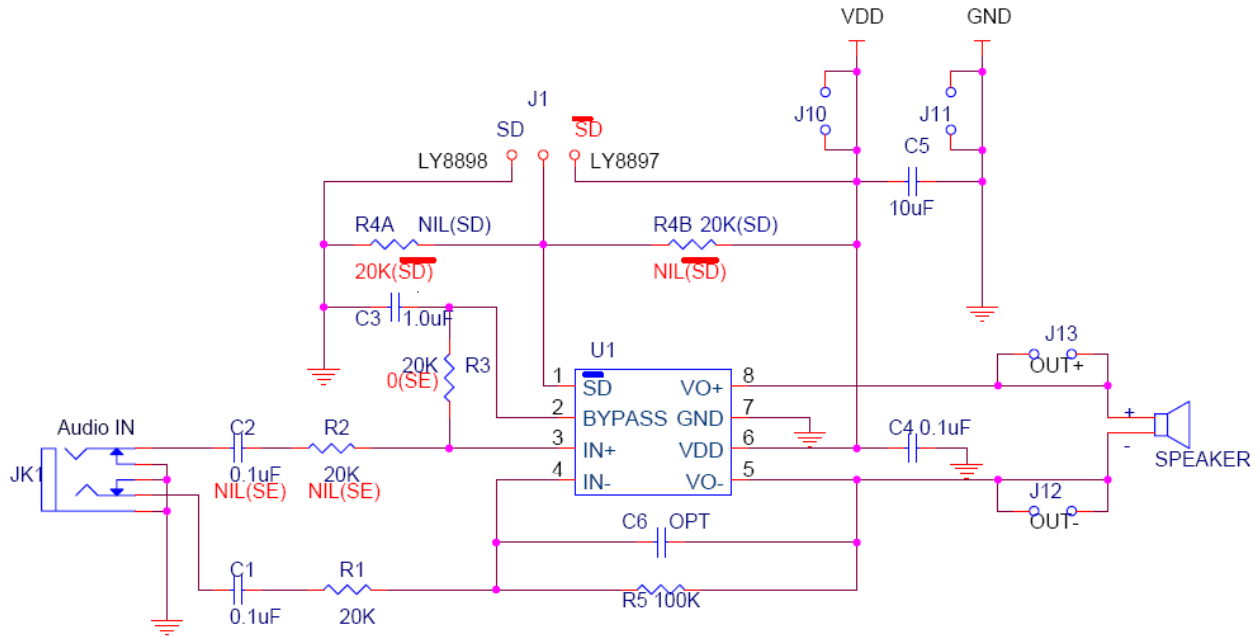 VDD
GND
J1
J10
J11
SD
SD
C5
LY8898
LY8897
10uF
R4A
NIL(SD)
R4B 20K(SD)
20K(SD)
NIL(SD)
C3
1.0uF
J13
U1
20K
R3
OUT+
0(SE)
1
SD
VO+
8
2
BYPASS
GND
7
+
Audio IN
C2
R2
3
IN+
VDD
6
C4
0.1uF
-
SPEAKER
JK1
0.1uF
20K
4
IN-
VO-
5
NIL(SE)
NIL(SE)
J12
C6
OPT
OUT-
C1
R1
R5 100K
0.1uF
20K